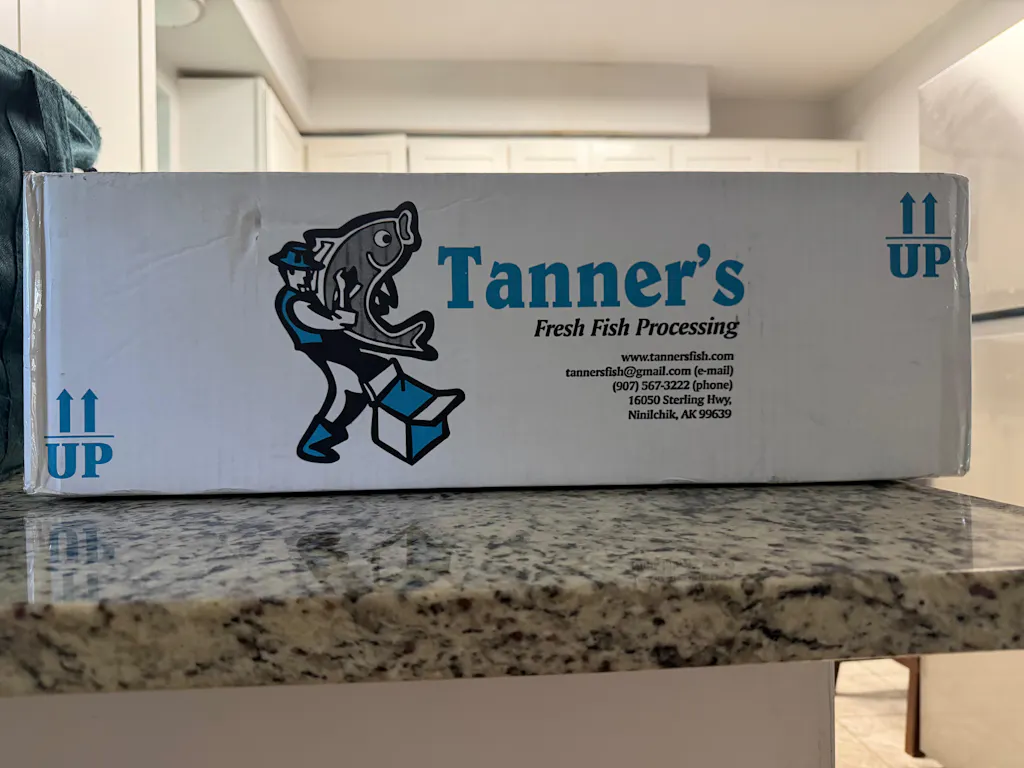 UP
Tanner's
Fresh Fish Processing
www.tannersfish.com
tannersfish@gmail.com (e-mail)
(907) 567-3222 (phone)
16050 Sterling Hwy,
Ninilchik, AK 99639
UP